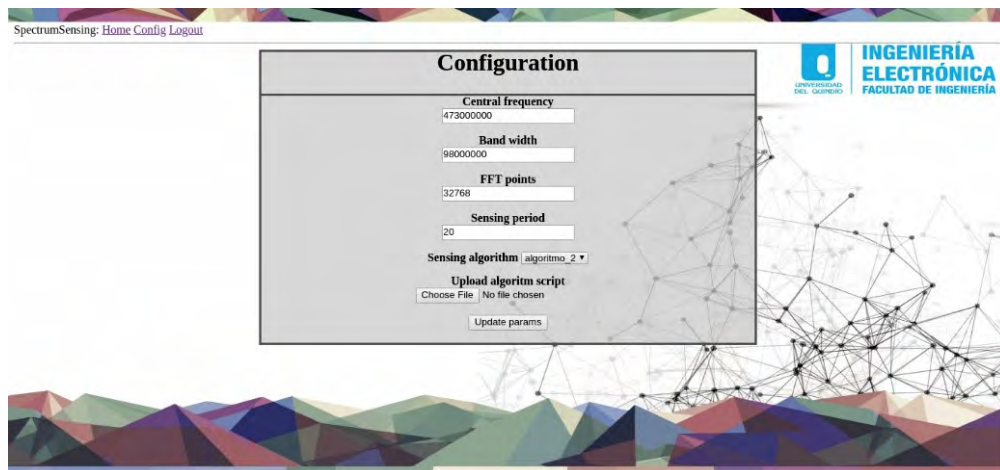 SpectrumSensing: Home Config Logout
UNIVERSIDAD
DEL QUINDÍO
INGENIERÍA
ELECTRÓNICA
FACULTAD DE INGENIERÍA
Configuration
Central frequency
473000000
Band width
98000000
FFT points
32768
Sensing period
20
Sensing algorithm algoritmo_2
Upload algoritm script
Choose File No file chosen
Update params